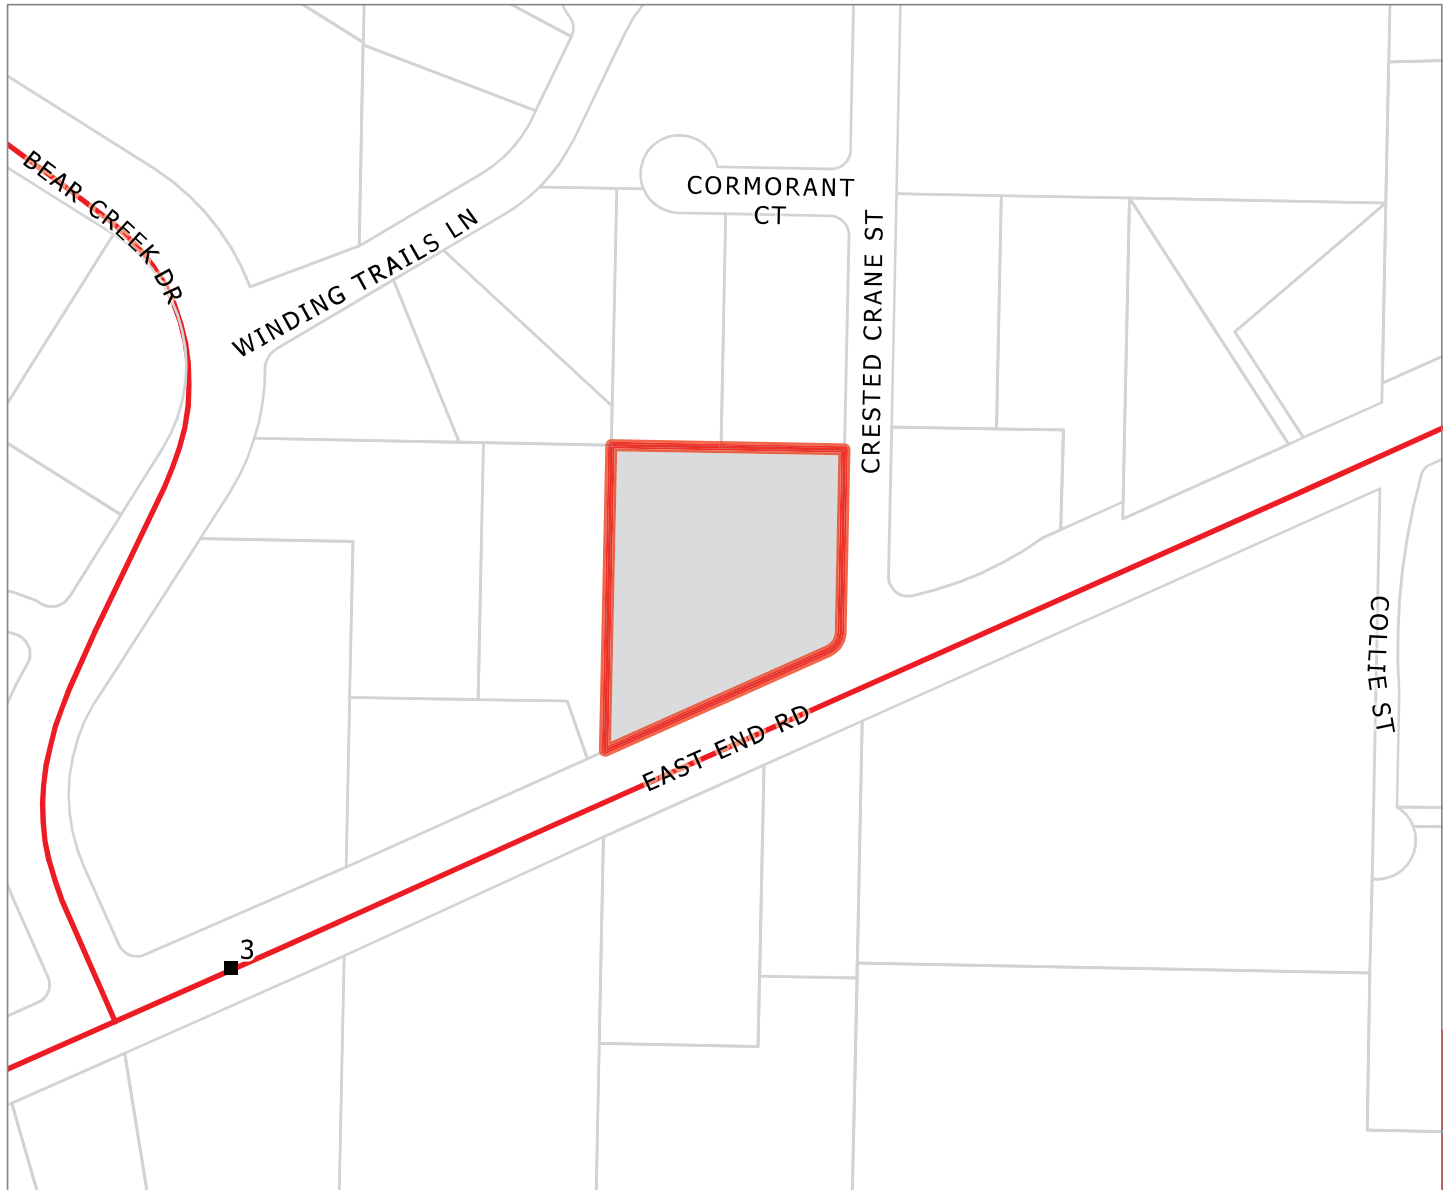 BEAR CREEK DR
WINDING TRAILS LN
CORMORANT
CT
CRESTED CRANE ST
EAST END RD
COLLIE ST
3